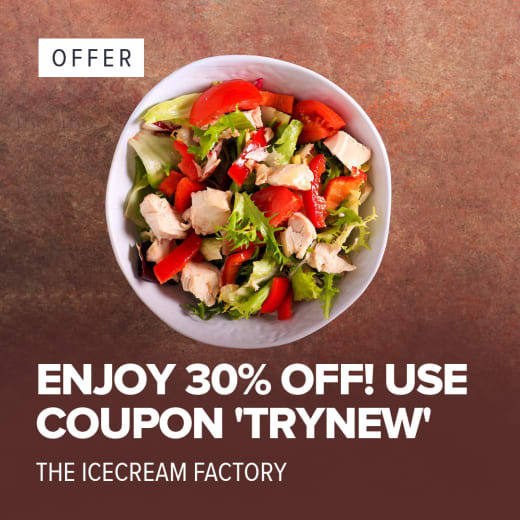 OFFER
ENJOY 30% OFF! USE
COUPON 'TRYNEW'
THE ICECREAM FACTORY